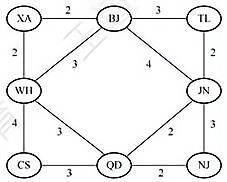 XA 2 BJ 3 TL
2 3 4 2
WH JN
4 3 2 3
CS 3 QD 2 NJ